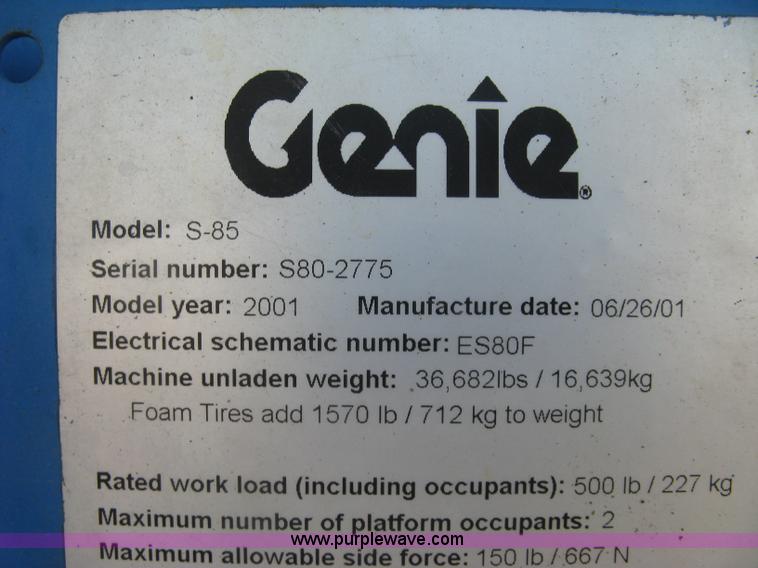 Genie®
Model: S-85
Serial number: S80-2775
Model year: 2001 Manufacture date: 06/26/01
Electrical schematic number: ES80F
Machine unladen weight: 36,682lbs / 16,639kg
Foam Tires add 1570 lb / 712 kg to weight
Rated work load (including occupants): 500 lb / 227 kg
Maximum number of platform occupants: 2
www.purplewave.com
Maximum allowable side force: 150 lb / 667 N